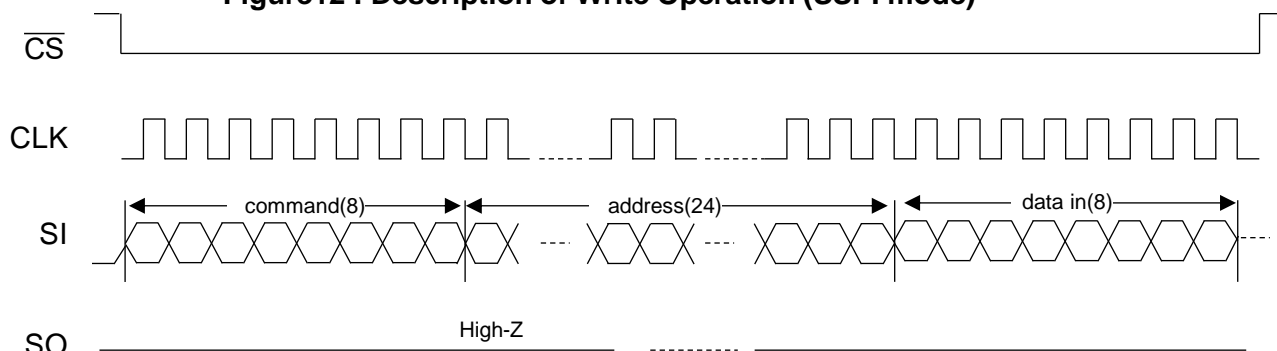 CS
CLK
command(8)
address(24)
data in(8)
SI
High-Z
SO